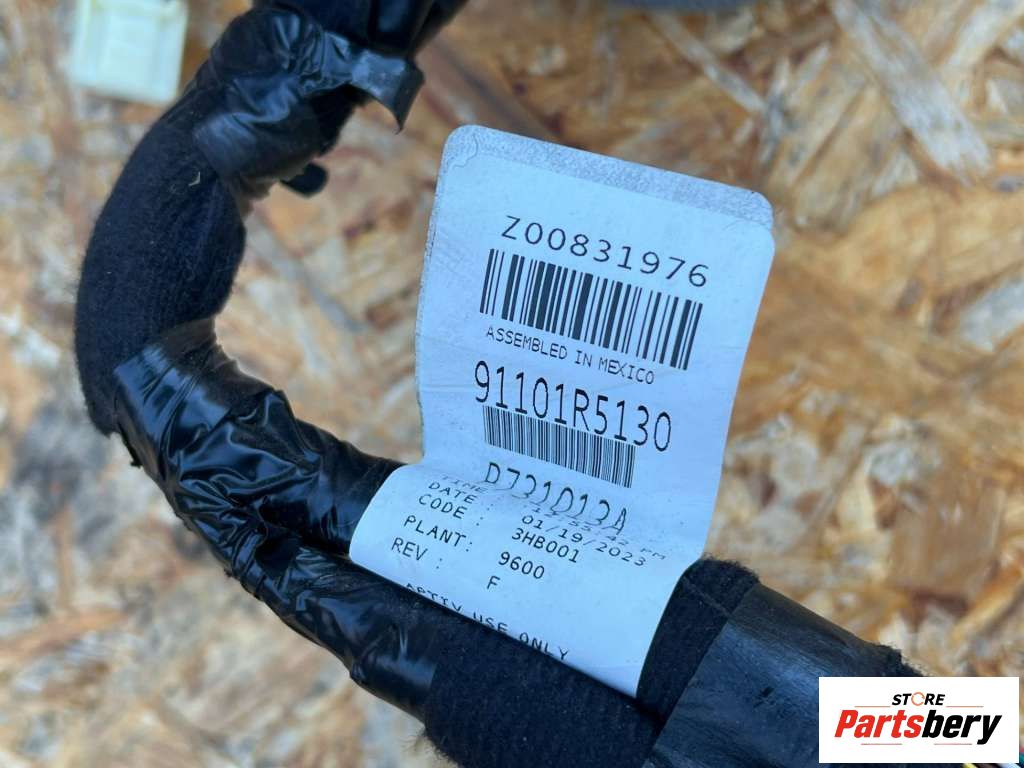 Z00831976
ASSEMBLED IN MEXICO
91101R5130
TIME
DATE : 01/19/2023
CODE : 3HB001
PLANT: 9600
REV : F
APTIV USE ONLY
STORE
Partsbery